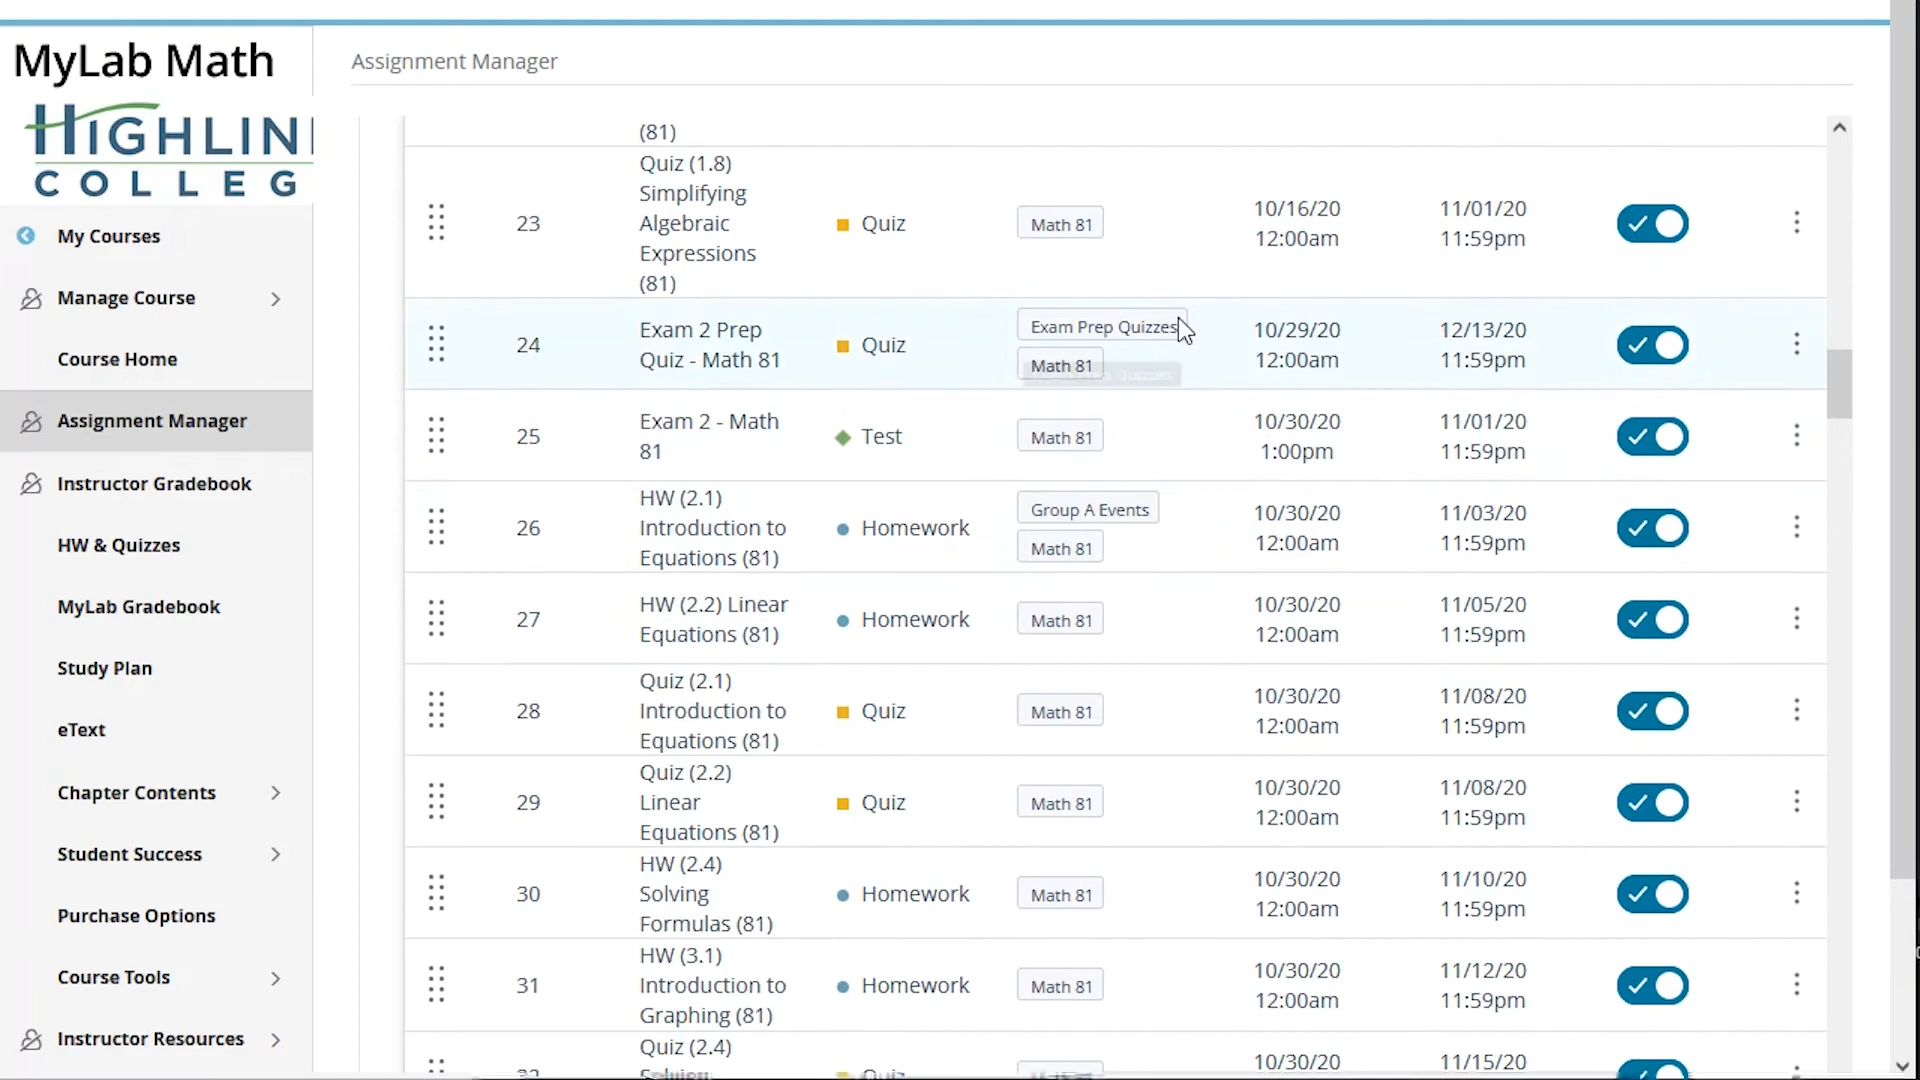 MyLab Math
HIGHLIN
COLLEG
My Courses
Manage Course
Course Home
Assignment Manager
Instructor Gradebook
HW & Quizzes
MyLab Gradebook
Study Plan
eText
Chapter Contents
Student Success
Purchase Options
Course Tools
Instructor Resources
Assignment Manager
(81)
23
Quiz (1.8)
Simplifying
Algebraic
Expressions
(81)
Quiz
Math 81
10/16/20
12:00am
11/01/20
11:59pm
24
Exam 2 Prep
Quiz - Math 81
Quiz
Exam Prep Quizzes
Math 81
10/29/20
12:00am
12/13/20
11:59pm
25
Exam 2 - Math
81
Test
Math 81
10/30/20
1:00pm
11/01/20
11:59pm
26
HW (2.1)
Introduction to
Equations (81)
Homework
Group A Events
Math 81
10/30/20
12:00am
11/03/20
11:59pm
27
HW (2.2) Linear
Equations (81)
Homework
Math 81
10/30/20
12:00am
11/05/20
11:59pm
28
Quiz (2.1)
Introduction to
Equations (81)
Quiz
Math 81
10/30/20
12:00am
11/08/20
11:59pm
29
Quiz (2.2)
Linear
Equations (81)
Quiz
Math 81
10/30/20
12:00am
11/08/20
11:59pm
30
HW (2.4)
Solving
Formulas (81)
Homework
Math 81
10/30/20
12:00am
11/10/20
11:59pm
31
HW (3.1)
Introduction to
Graphing (81)
Homework
Math 81
10/30/20
12:00am
11/12/20
11:59pm
Quiz (2.4)
10/30/20
11/15/20